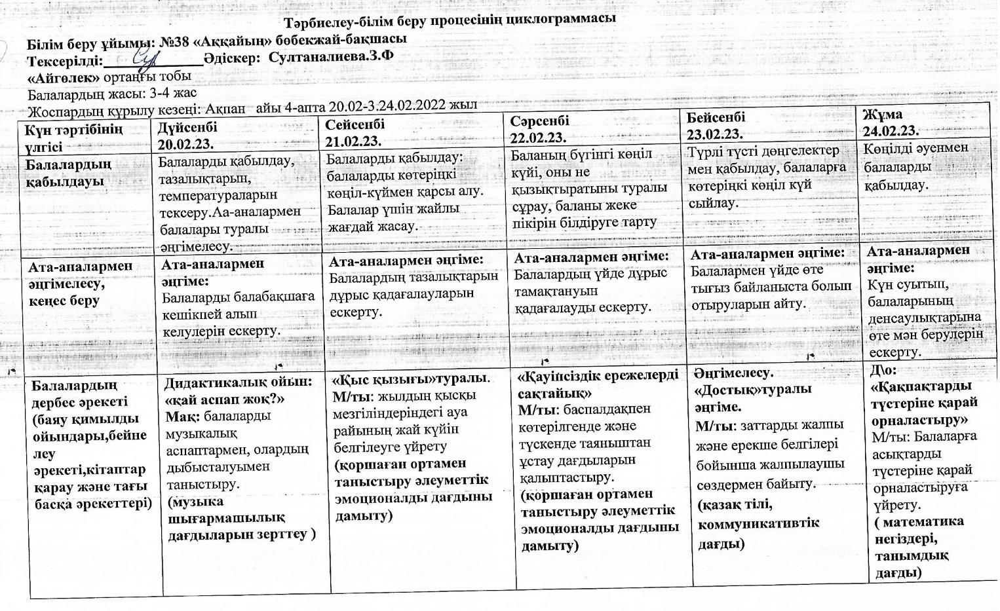 Тәрбиелеу-білім беру процесінің циклограммасы
Білім беру ұйымы: №38 «Аққайың» бөбекжай-бақшасы
Тексерілді: Әдіскер: Султаналиева.З.Ф
«Айгөлек» ортаңғы тобы
Балалардың жасы: 3-4 жас
Жоспардың құрылу кезеңі: Ақпан айы 4-апта 20.02-3.24.02.2022 жыл
Күн тәртібінің
үлгісі
Дүйсенбі
20.02.23.
Сейсенбі
21.02.23.
Сәрсенбі
22.02.23.
Бейсенбі
23.02.23.
Жұма
24.02.23.
Балалардың
қабылдауы
Балаларды қабылдау,
тазалықтарын,
температураларын
тексеру.Аа-аналармен
балалары туралы
әңгімелесу.
Балаларды қабылдау:
балаларды көтеріңкі
көңіл-күймен қарсы алу.
Балалар үшін жайлы
жағдай жасау.
Баланың бүгінгі көңіл
күйі, оны не
қызықтыратыны туралы
сұрау, баланы жеке
пікірін білдіруге тарту
Түрлі түсті дөңгелектер
мен қабылдау, балаларға
көтеріңкі көңіл күй
сыйлау.
Көңілді әуенмен
балаларды
қабылдау.
Ата-аналармен
әңгімелесу,
кеңес беру
Ата-аналармен
әңгіме:
Балаларды балабақшаға
кешікпей алып
келулерін ескерту.
Ата-аналармен әңгіме:
Балалардың тазалықтарын
дұрыс қадағалауларын
ескерту.
Ата-аналармен әңгіме:
Балалардың үйде дұрыс
тамақтануын
қадағалауды ескерту.
Ата-аналармен әңгіме:
Балалармен үйде өте
тығыз байланыста болып
отыруларын айту.
Ата-аналармен
әңгіме:
Күн суытып,
балаларының
денсаулықтарына
өте мән берулерін
ескерту.
Балалардың
дербес әрекеті
(баяу қимылды
ойындары,бейне
леу
әрекеті,кітаптар
қарау және тағы
басқа әрекеттері)
Дидактикалық ойын:
«қай аспап жоқ?»
Мақ: балаларды
музыкалық
аспаптармен, олардың
дыбысталуымен
таныстыру.
(музыка
шығармашылық
дағдыларын зерттеу )
«Қыс қызығы»туралы.
М/ты: жылдың қысқы
мезгіліндеріндегі ауа
райының жай күйін
белгілеуге үйрету
(қоршаған ортамен
таныстыру әлеуметтік
эмоционалды дағдыны
дамыту)
«Қауіпсіздік ережелерді
сақтайық»
М/ты: баспалдақпен
көтерілгенде және
түскенде таяныштан
ұстау дағдыларын
қалыптастыру.
(қоршаған ортамен
таныстыру әлеуметтік
эмоционалды дағдыны
дамыту)
Әңгімелесу.
«Достық»туралы
әңгіме.
М/ты: заттарды жалпы
және ерекше белгілері
бойынша жалпылаушы
сөздермен байыту.
(қазақ тілі,
коммуникативтік
дағды)
Д\о:
«Қақпақтарды
түстеріне қарай
орналастыру»
М/ты: Балаларға
асықтарды
түстеріне қарай
орналастыруға
үйрету.
( математика
негіздері,
танымдық
дағды)